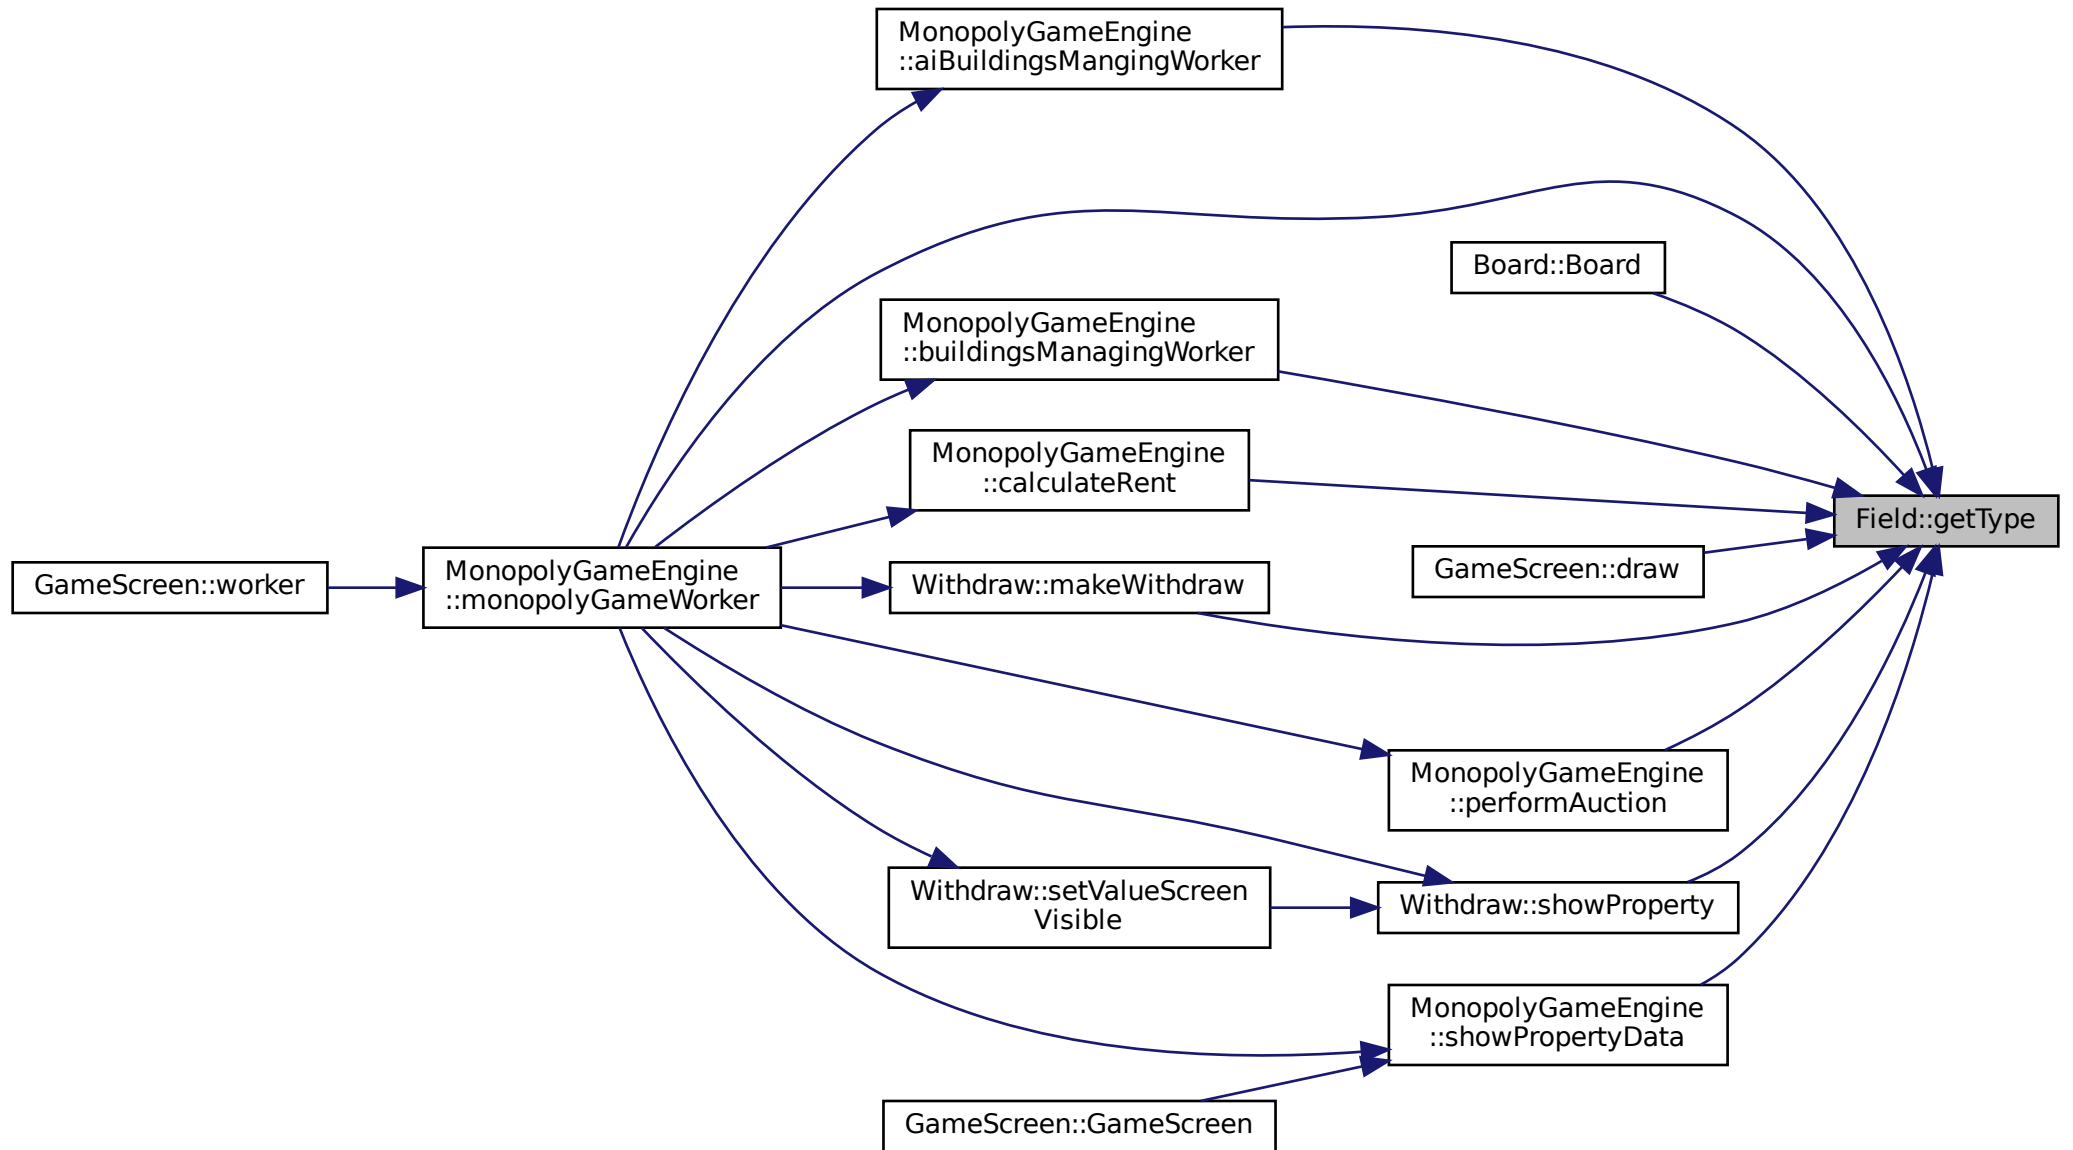 MonopolyGameEngine
::aiBuildingsMangingWorker
Board::Board
MonopolyGameEngine
::buildingsManagingWorker
MonopolyGameEngine
::calculateRent
Field::getType
GameScreen::draw
GameScreen::worker
MonopolyGameEngine
::monopolyGameWorker
Withdraw::makeWithdraw
MonopolyGameEngine
::performAuction
Withdraw::setValueScreen
Visible
Withdraw::showProperty
MonopolyGameEngine
::showPropertyData
GameScreen::GameScreen